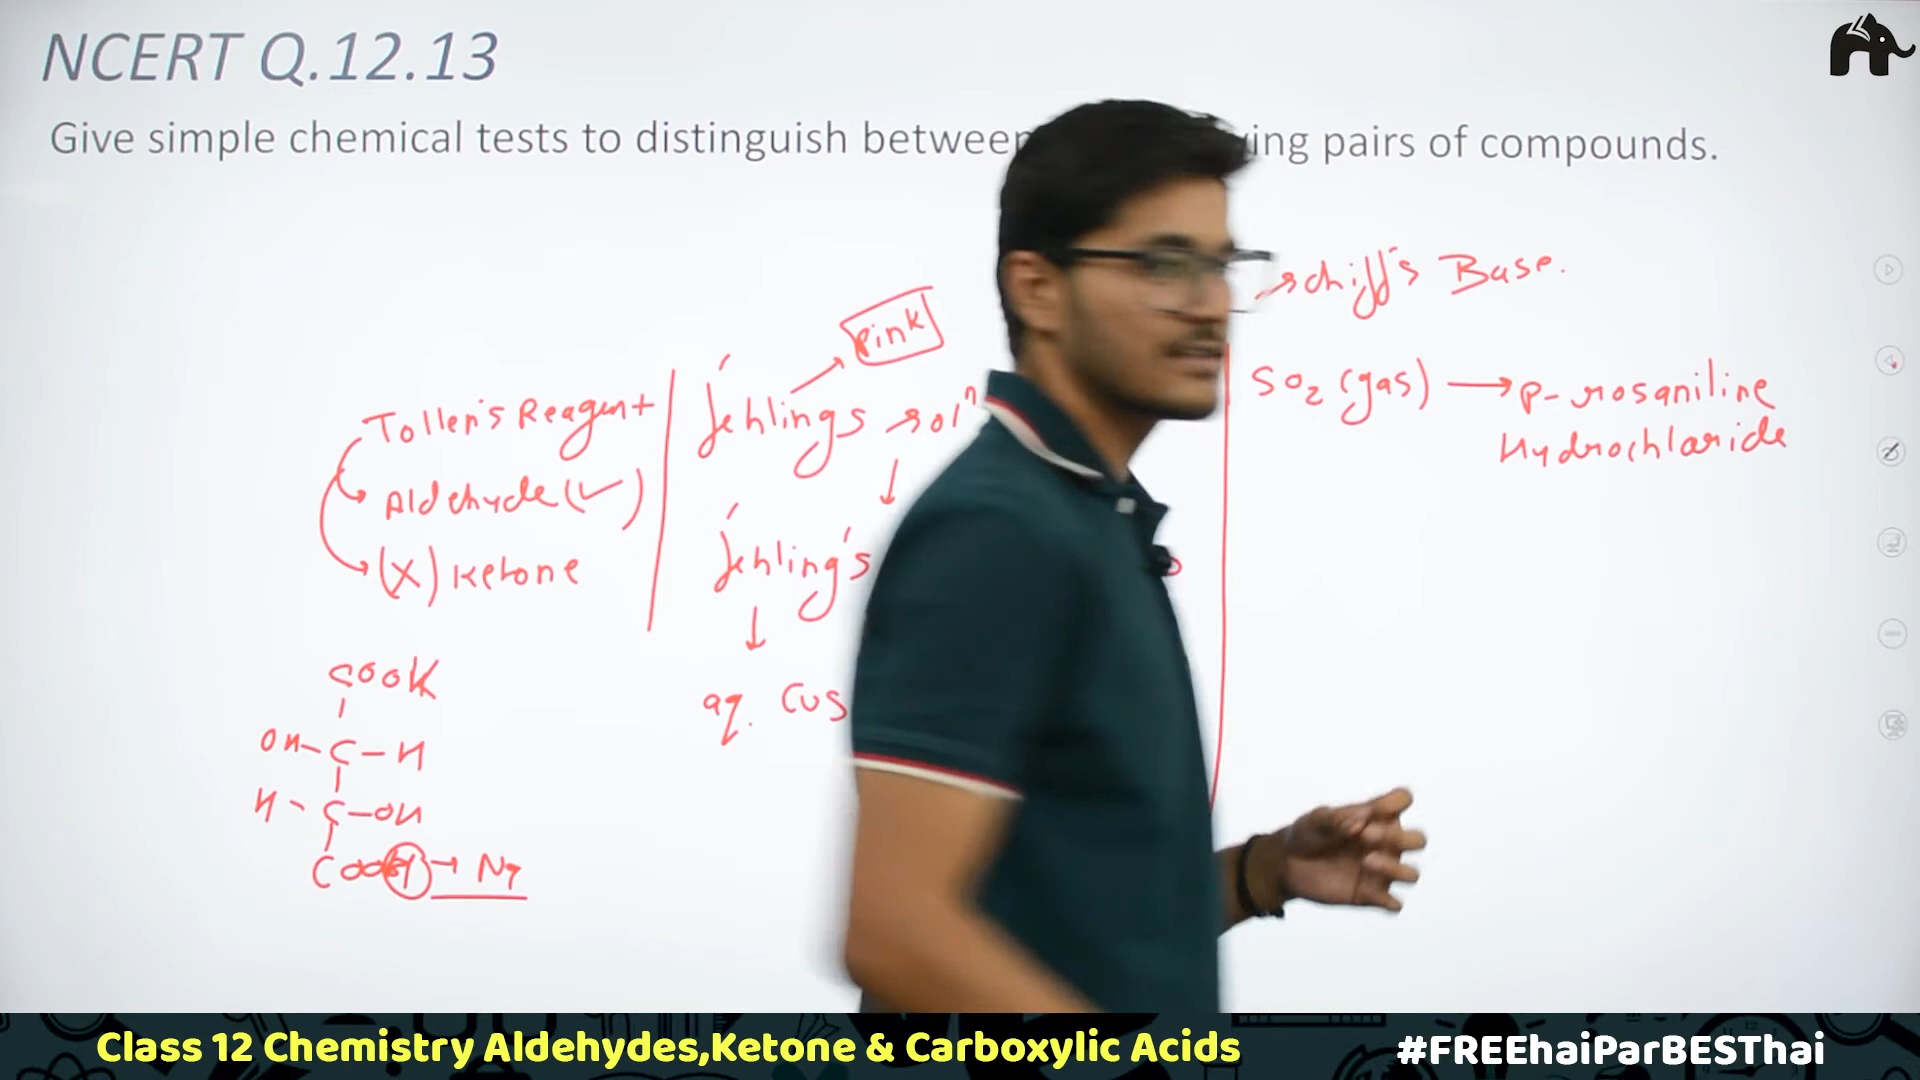 NCERT Q.12.13
Give simple chemical tests to distinguish between pairs of compounds.
Schiff's Base.
Pink
SO2 (gas) → p-rosaniline
Hydrochloride
Tollen's Reagent
Aldehyde (✓)
(X) Ketone
Fehlings soln
Fehling's
aq. CuS
COOK
OH-C-H
H-C-OH
COO
Class 12 Chemistry Aldehydes,Ketone & Carboxylic Acids
#FREEhaiParBESThai